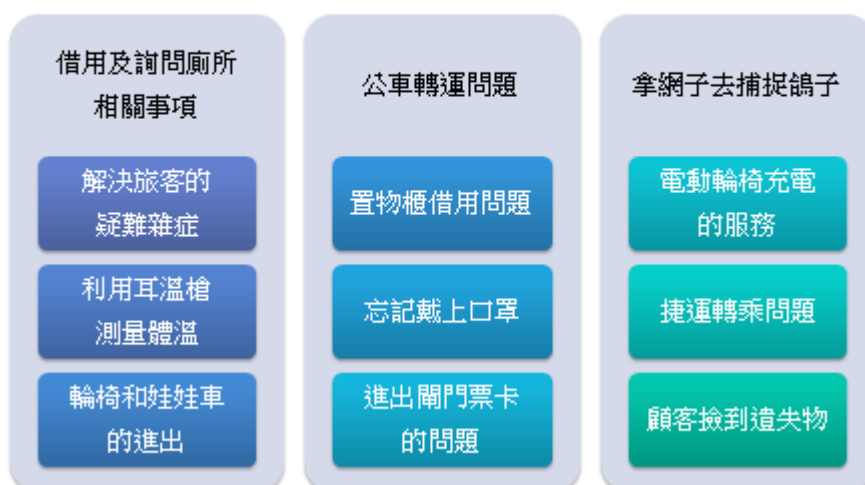 借用及詢問廁所
相關事項
解決旅客的
疑難雜症
利用耳溫槍
測量體溫
輪椅和娃娃車
的進出
公車轉運問題
置物櫃借用問題
忘記戴上口罩
進出閘門票卡
的問題
拿網子去捕捉鴿子
電動輪椅充電
的服務
捷運轉乘問題
顧客撿到遺失物